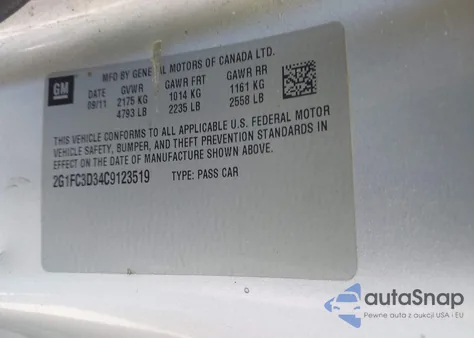 GM
MFD BY GENERAL MOTORS OF CANADA LTD.
DATE GVWR GAWR FRT GAWR RR
09/11 2175 KG 1014 KG 1161 KG
4793 LB 2235 LB 2558 LB
THIS VEHICLE CONFORMS TO ALL APPLICABLE U.S. FEDERAL MOTOR
VEHICLE SAFETY, BUMPER, AND THEFT PREVENTION STANDARDS IN
EFFECT ON THE DATE OF MANUFACTURE SHOWN ABOVE.
2G1FC3D34C9123519 TYPE: PASS CAR
autoSnap
Pewne auta z aukcji USA i EU